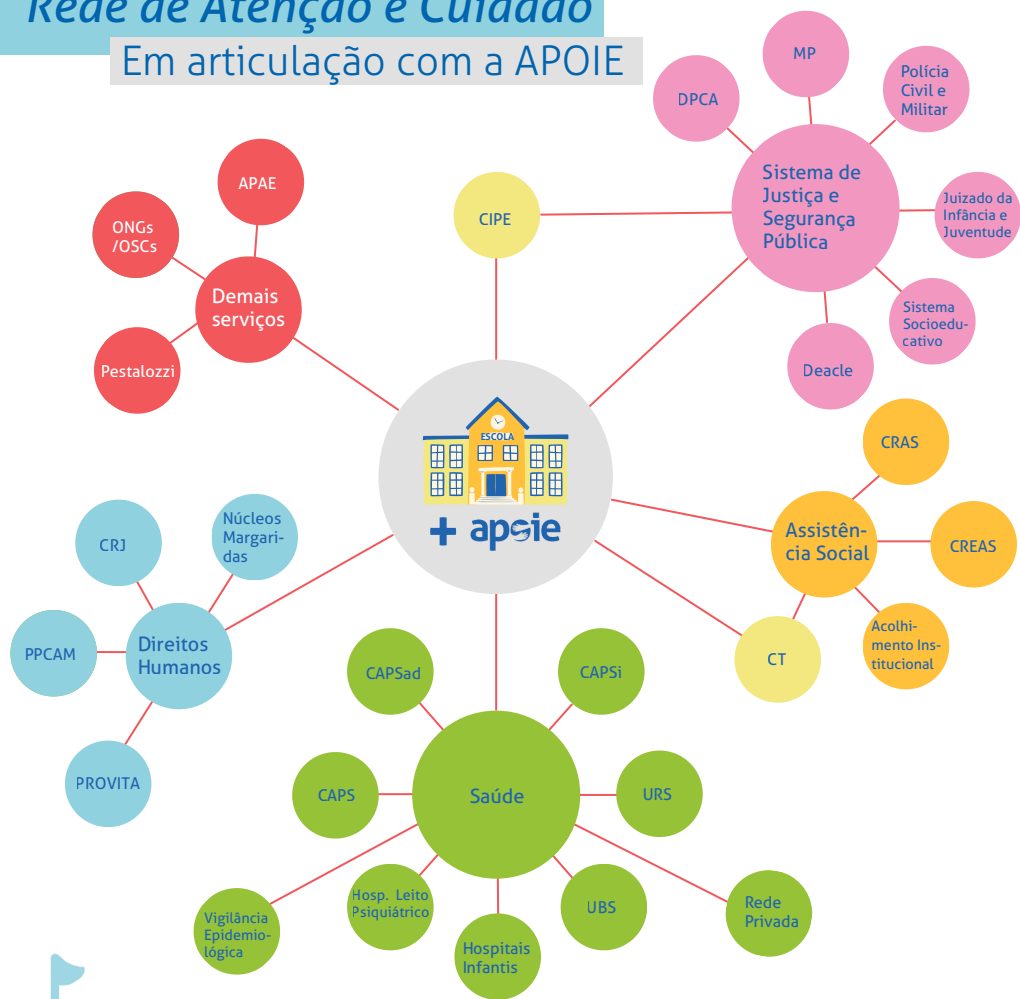 Rede de Atenção e Cuidado
Em articulação com a APOIE
MP
DPCA
Polícia
Civil e
Militar
Sistema de
Justiça e
Segurança
Pública
Juizado da
Infância e
Juventude
Sistema
Socioedu-
cativo
Deacle
CIPE
APAE
ONGs
/OSCs
Demais
serviços
Pestalozzi
ESCOLA
+ apoie
CRAS
Assistên-
cia Social
CREAS
Acolhi-
mento Ins-
titucional
CT
CRJ
Núcleos
Margari-
das
PPCAM
Direitos
Humanos
PROVITA
CAPSad
CAPSi
CAPS
Saúde
URS
Vigilância
Epidemio-
lógica
Hosp. Leito
Psiquiátrico
Hospitais
Infantis
UBS
Rede
Privada